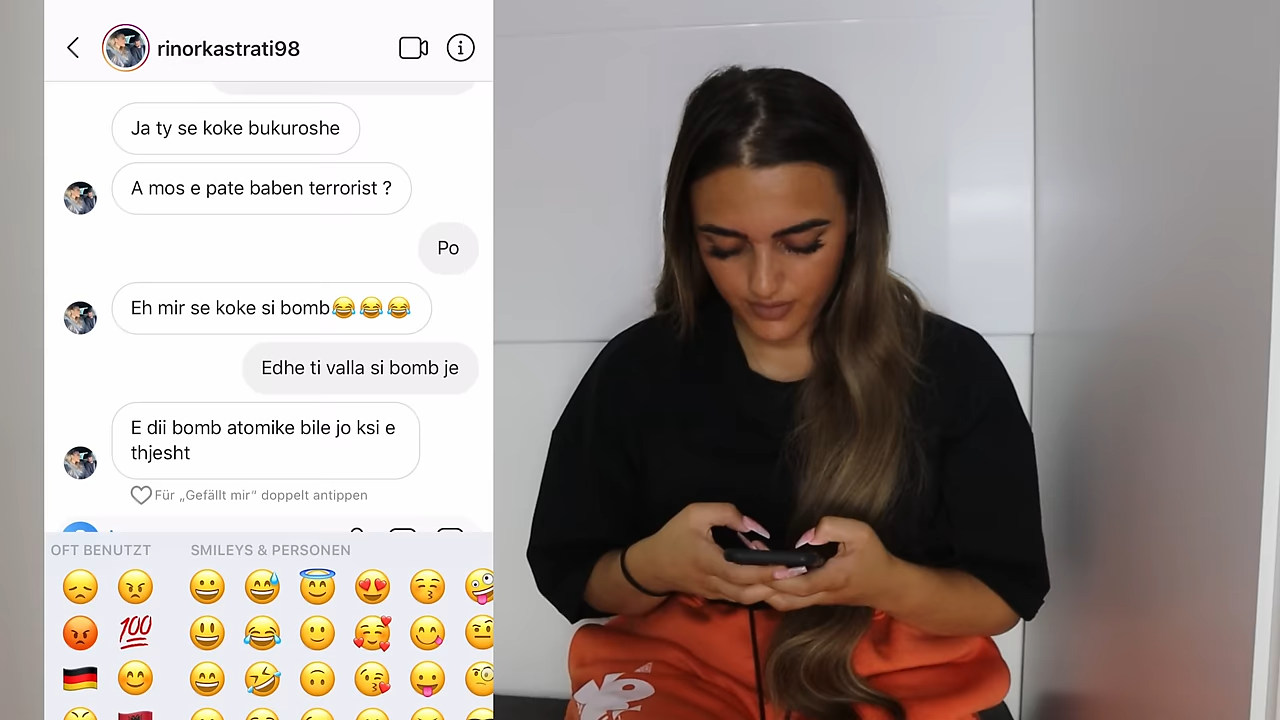 rinorkastrati98
Ja ty se koke bukuroshe
A mos e pate baben terrorist ?
Po
Eh mir se koke si bomb😂😂😂
Edhe ti valla si bomb je
E dii bomb atomike bile jo ksi e
thjesht
Für „Gefällt mir“ doppelt antippen
OFT BENUTZT
SMILEYS & PERSONEN